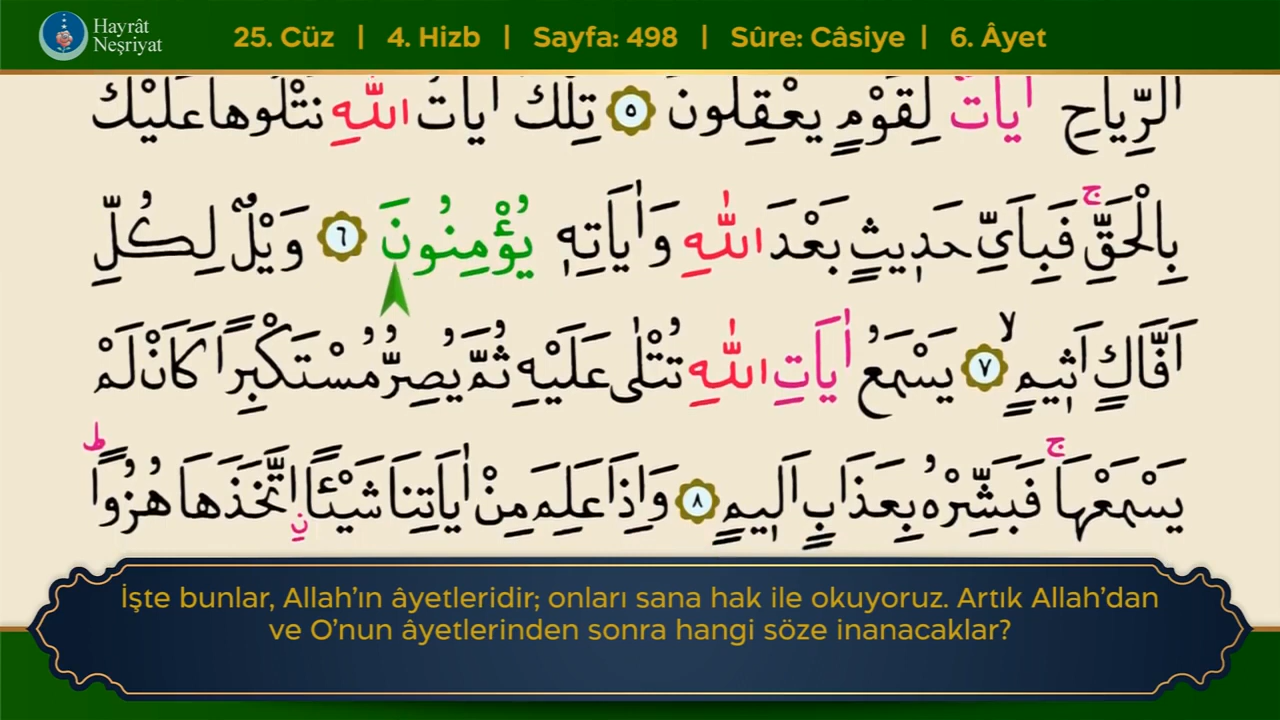 Hayrât
Neşriyat
25. Cüz | 4. Hizb | Sayfa: 498 | Sûre: Câsiye | 6. Âyet
الرِّيَاحِ اٰيَاتٌ لِقَوْمٍ يَعْقِلُونَ ٥ تِلْكَ اٰيَاتُ اللّٰهِ نَتْلُوهَا عَلَيْكَ
بِالْحَقِّۚ فَبِاَيِّ حَد۪يثٍ بَعْدَ اللّٰهِ وَاٰيَاتِه۪ يُؤْمِنُونَ ٦ وَيْلٌ لِكُلِّ
اَفَّاكٍ اَث۪يمٍۙ ٧ يَسْمَعُ اٰيَاتِ اللّٰهِ تُتْلٰى عَلَيْهِ ثُمَّ يُصِرُّ مُسْتَكْبِرًا كَاَنْ لَمْ
يَسْمَعْهَاۚ فَبَشِّرْهُ بِعَذَابٍ اَل۪يمٍ ٨ وَاِذَا عَلِمَ مِنْ اٰيَاتِنَا شَيْـًٔاۨ اتَّخَذَهَا هُزُوًاۜ
İşte bunlar, Allah’ın âyetleridir; onları sana hak ile okuyoruz. Artık Allah’dan
ve O’nun âyetlerinden sonra hangi söze inanacaklar?